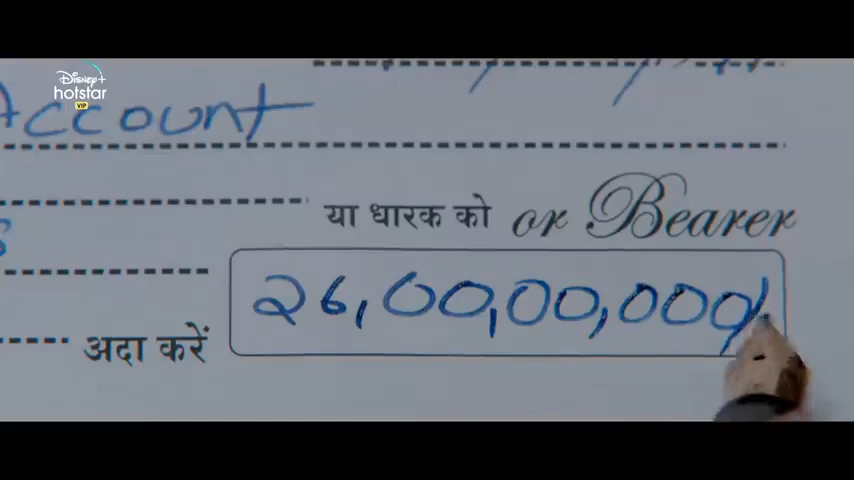 Disney+
hotstar
VIP
Account
या धारक को or Bearer
26,00,00,000/
अदा करें